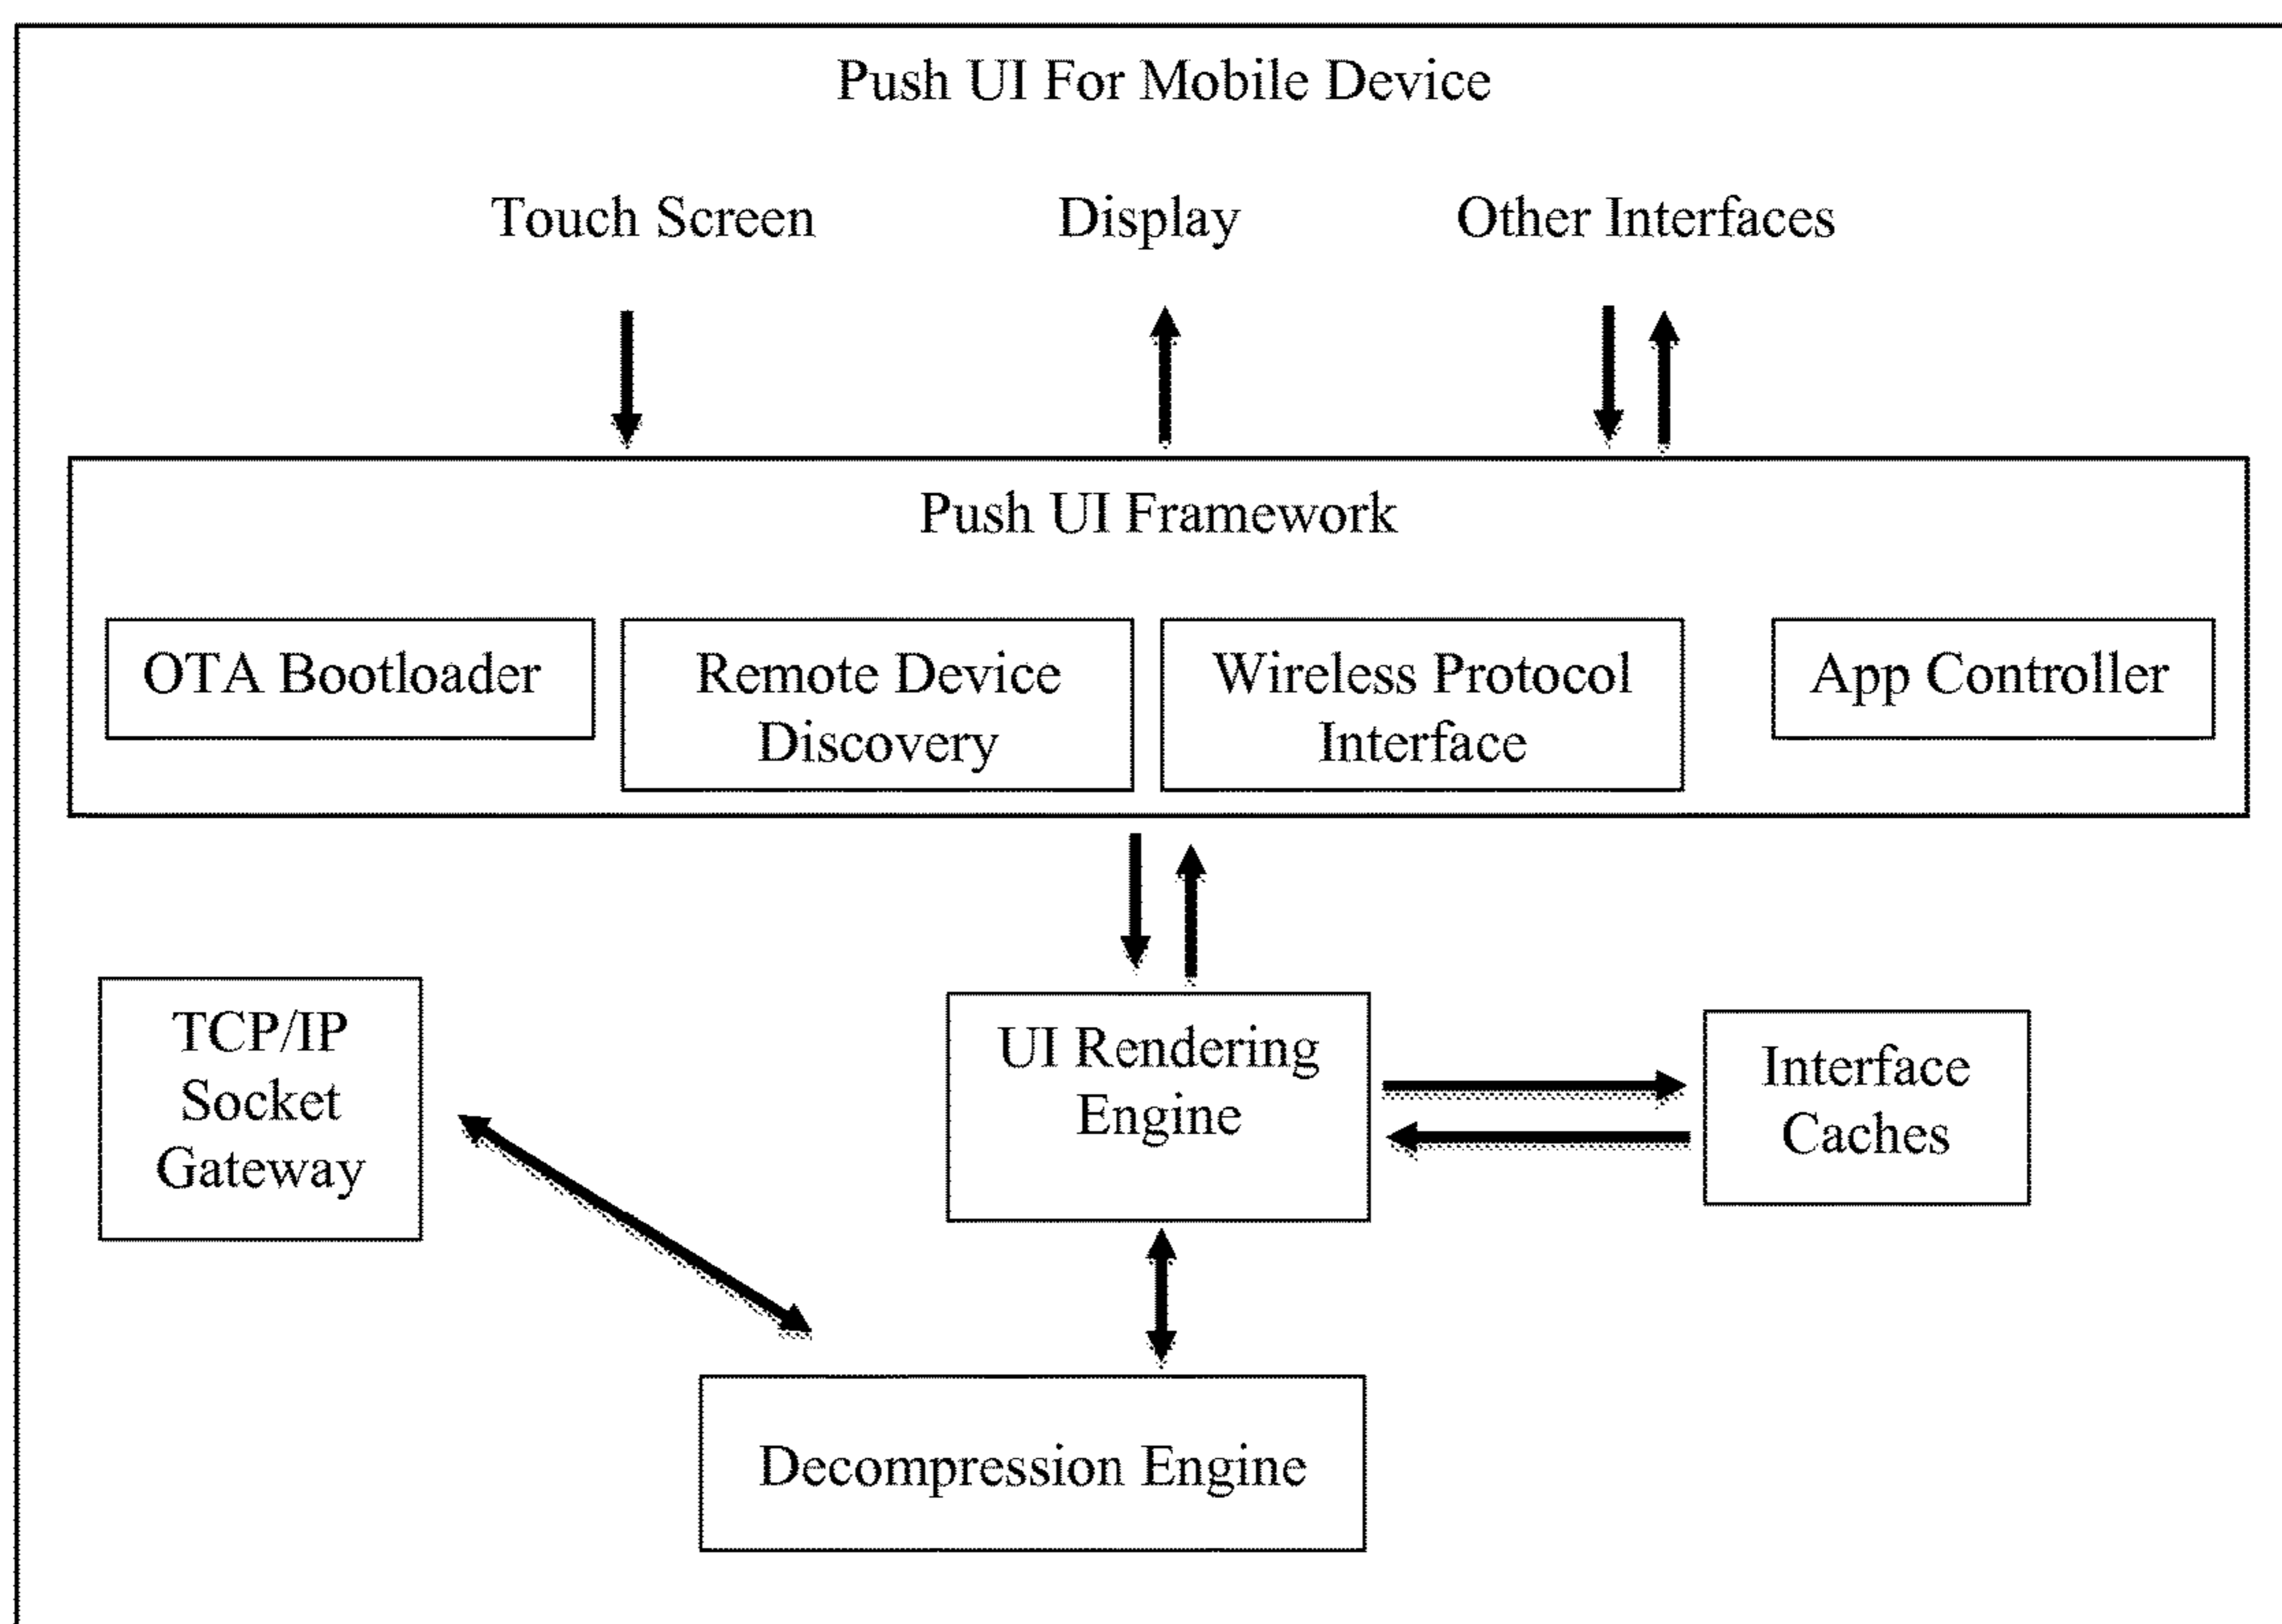 Push UI For Mobile Device
Touch Screen
Display
Other Interfaces
Push UI Framework
OTA Bootloader
Remote Device
Discovery
Wireless Protocol
Interface
App Controller
TCP/IP
Socket
Gateway
UI Rendering
Engine
Interface
Caches
Decompression Engine